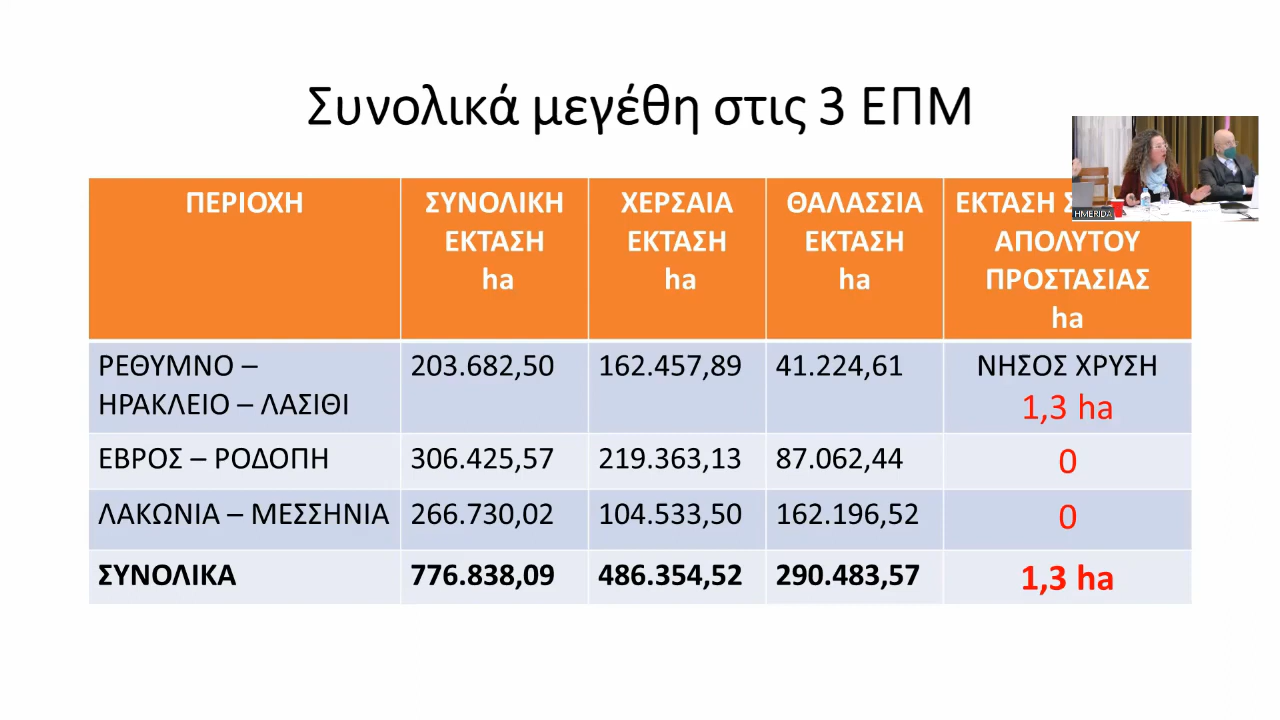 Συνολικά μεγέθη στις 3 ΕΠΜ
ΠΕΡΙΟΧΗ
ΣΥΝΟΛΙΚΗ
ΕΚΤΑΣΗ
ha
ΧΕΡΣΑΙΑ
ΕΚΤΑΣΗ
ha
ΘΑΛΑΣΣΙΑ
ΕΚΤΑΣΗ
ha
ΕΚΤΑΣΗ
ΑΠΟΛΥΤΟΥ
ΠΡΟΣΤΑΣΙΑΣ
ha
HMERIDA
ΡΕΘΥΜΝΟ –
ΗΡΑΚΛΕΙΟ – ΛΑΣΙΘΙ
203.682,50
162.457,89
41.224,61
ΝΗΣΟΣ ΧΡΥΣΗ
1,3 ha
ΕΒΡΟΣ – ΡΟΔΟΠΗ
306.425,57
219.363,13
87.062,44
0
ΛΑΚΩΝΙΑ – ΜΕΣΣΗΝΙΑ
266.730,02
104.533,50
162.196,52
0
ΣΥΝΟΛΙΚΑ
776.838,09
486.354,52
290.483,57
1,3 ha